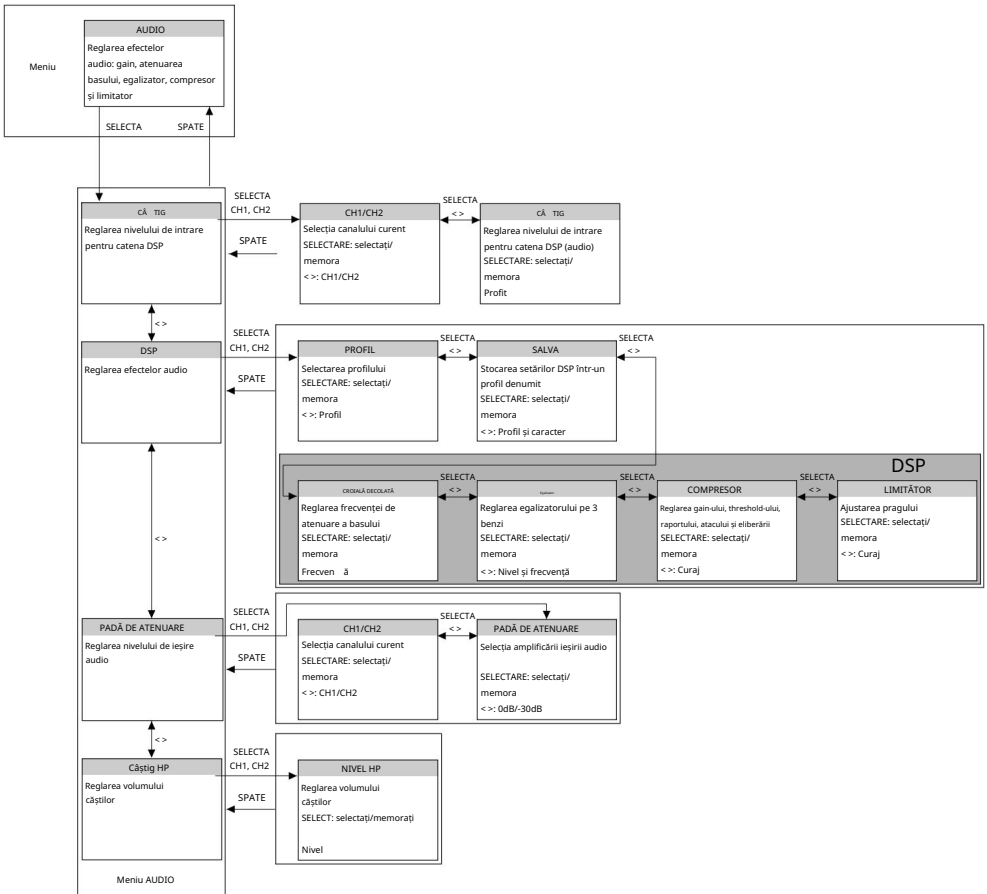 AUDIO
Reglarea efectelor
audio: gain, atenuarea
basului, egalizator, compresor
și limitator
Meniu
SELECTA
SPATE
CÂ TIG
Reglarea nivelului de intrare
pentru catena DSP
SELECTA
CH1, CH2
SPATE
CH1/CH2
Selecția canalului curent
SELECTARE: selectați/
memora
< >: CH1/CH2
SELECTA
< >
CÂ TIG
Reglarea nivelului de intrare
pentru catena DSP (audio)
SELECTARE: selectați/
memora
Profit
< >
DSP
Reglarea efectelor audio
SELECTA
CH1, CH2
SPATE
PROFIL
Selectarea profilului
SELECTARE: selectați/
memora
< >: Profil
SELECTA
< >
SALVA
Stocarea setărilor DSP într-un
profil denumit
SELECTARE: selectați/
memora
< >: Profil și caracter
SELECTA
< >
DSP
CROIALĂ DECOLATĂ
Reglarea frecvenței de
atenuare a basului
SELECTARE: selectați/
memora
Frecven ă
SELECTA
< >
Egalizator
Reglarea egalizatorului pe 3
benzi
SELECTARE: selectați/
memora
< >: Nivel și frecvență
SELECTA
< >
COMPRESOR
Reglarea gain-ului, threshold-ului,
raportului, atacului și eliberării
SELECTARE: selectați/
memora
< >: Curaj
SELECTA
< >
LIMITĂTOR
Ajustarea pragului
SELECTARE: selectați/
memora
< >: Curaj
< >
PADĂ DE ATENUARE
Reglarea nivelului de ieșire
audio
SELECTA
CH1, CH2
SPATE
CH1/CH2
Selecția canalului curent
SELECTARE: selectați/
memora
< >: CH1/CH2
SELECTA
< >
PADĂ DE ATENUARE
Selecția amplificării ieșirii audio
SELECTARE: selectați/
memora
< >: 0dB/-30dB
< >
Câștig HP
Reglarea volumului
căștilor
SELECTA
CH1, CH2
SPATE
NIVEL HP
Reglarea volumului
căștilor
SELECT: selectați/memorați
Nivel
Meniu AUDIO